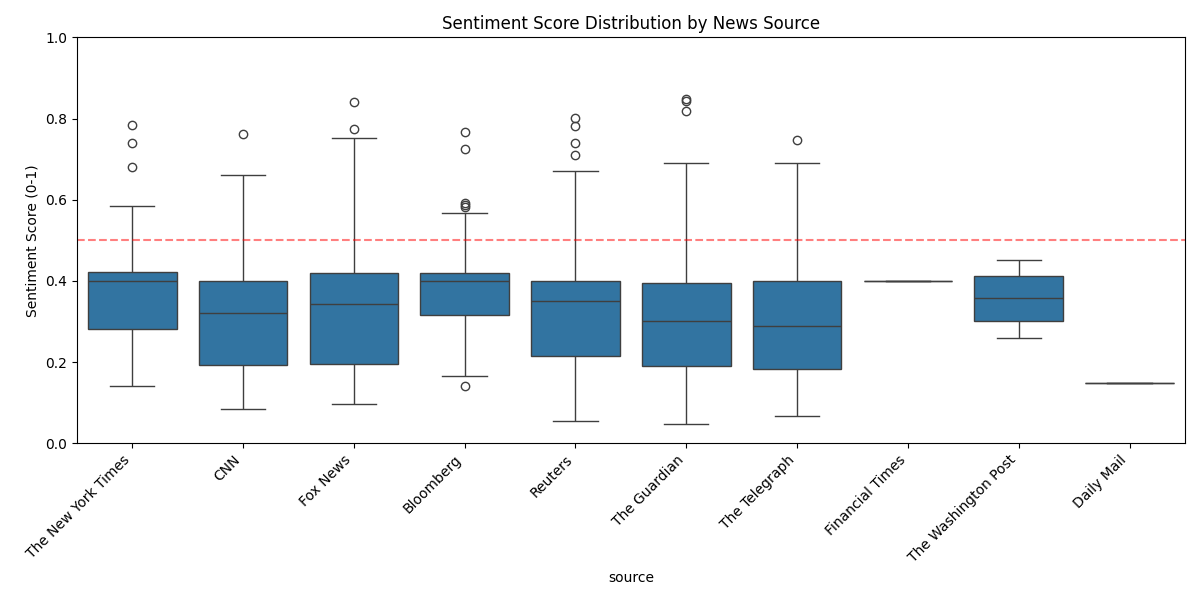 Sentiment Score Distribution by News Source
Sentiment Score (0-1)
1.0
0.8
0.6
0.4
0.2
0.0
The New York Times
CNN
Fox News
Bloomberg
Reuters
The Guardian
The Telegraph
Financial Times
The Washington Post
Daily Mail
source